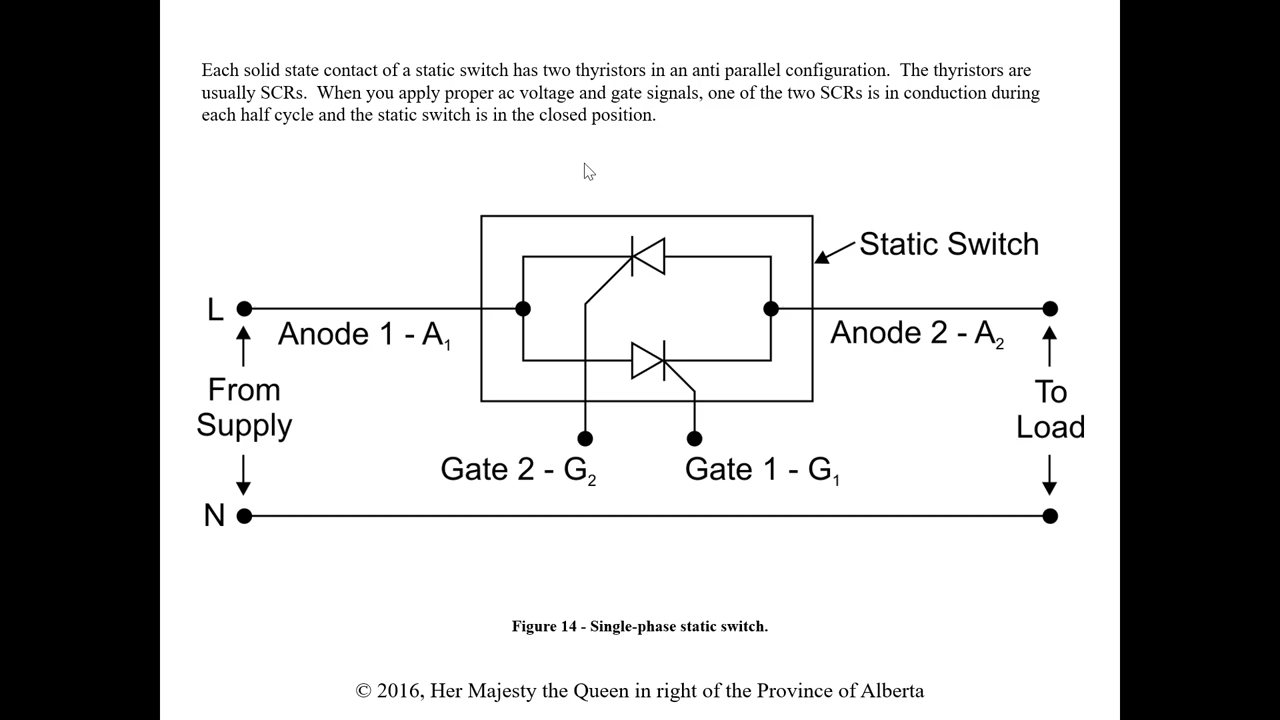 Each solid state contact of a static switch has two thyristors in an anti parallel configuration.  The thyristors are
usually SCRs.  When you apply proper ac voltage and gate signals, one of the two SCRs is in conduction during
each half cycle and the static switch is in the closed position.
Static Switch
L
Anode 1 - A₁
Anode 2 - A₂
From
Supply
To
Load
Gate 2 - G₂
Gate 1 - G₁
N
Figure 14 - Single-phase static switch.
© 2016, Her Majesty the Queen in right of the Province of Alberta